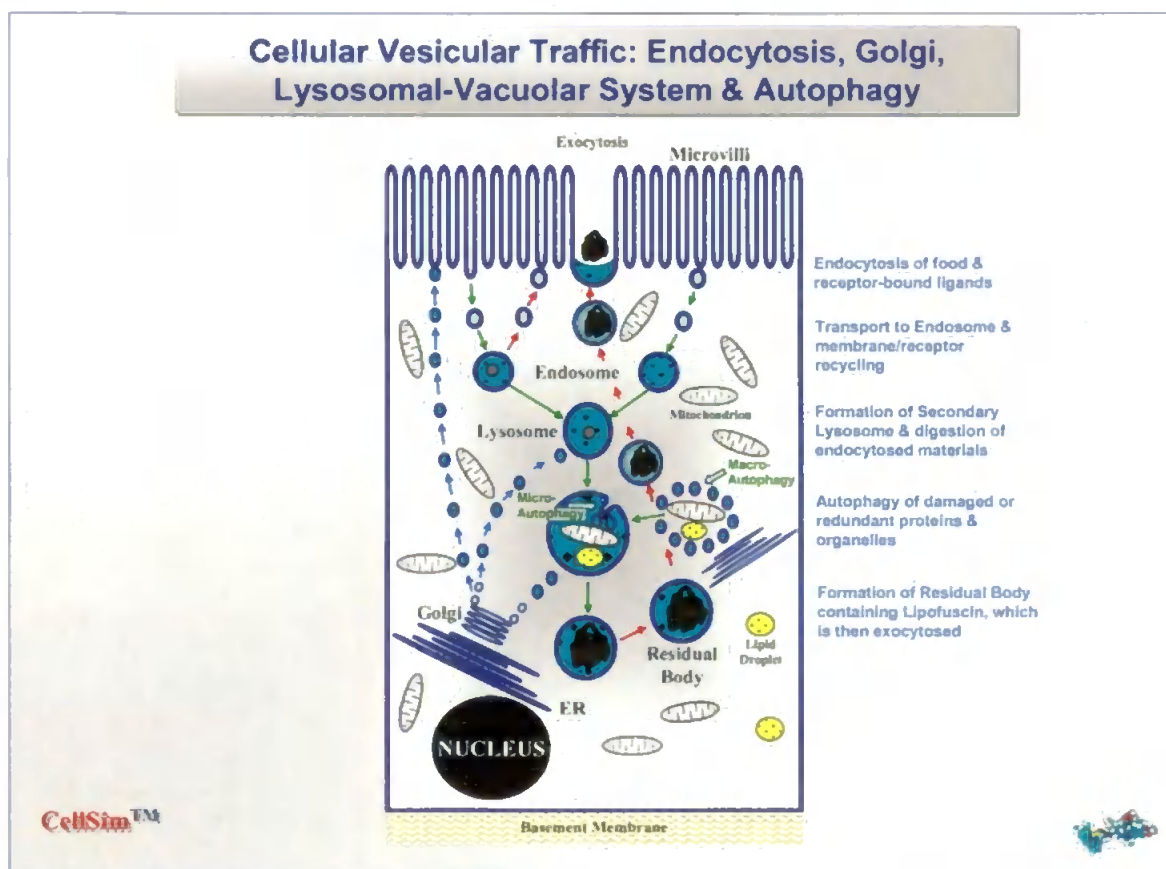 Cellular Vesicular Traffic: Endocytosis, Golgi,
Lysosomal-Vacuolar System & Autophagy
Exocytosis
Microvilli
Endocytosis of food &
receptor-bound ligands
Transport to Endosome &
membrane/receptor
recycling
Endosome
Mitochondrion
Lysosome
Formation of Secondary
Lysosome & digestion of
endocytosed materials
Macro-
Autophagy
Micro-
Autophagy
Autophagy of damaged or
redundant proteins &
organelles
Golgi
Formation of Residual Body
containing Lipofuscin, which
is then exocytosed
Lipid
Droplet
Residual
Body
ER
NUCLEUS
CellSim™
Basement Membrane